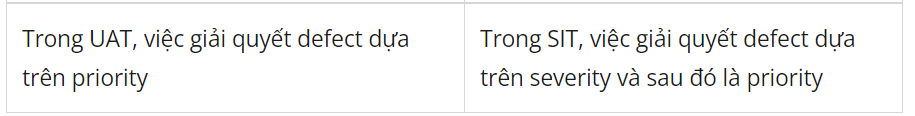 Trong UAT, việc giải quyết defect dựa
trên priority
Trong SIT, việc giải quyết defect dựa
trên severity và sau đó là priority